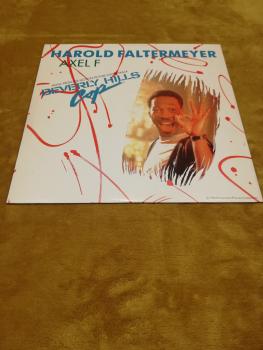 HAROLD FALTERMEYER
AXEL F
BEVERLY HILLS
Cop